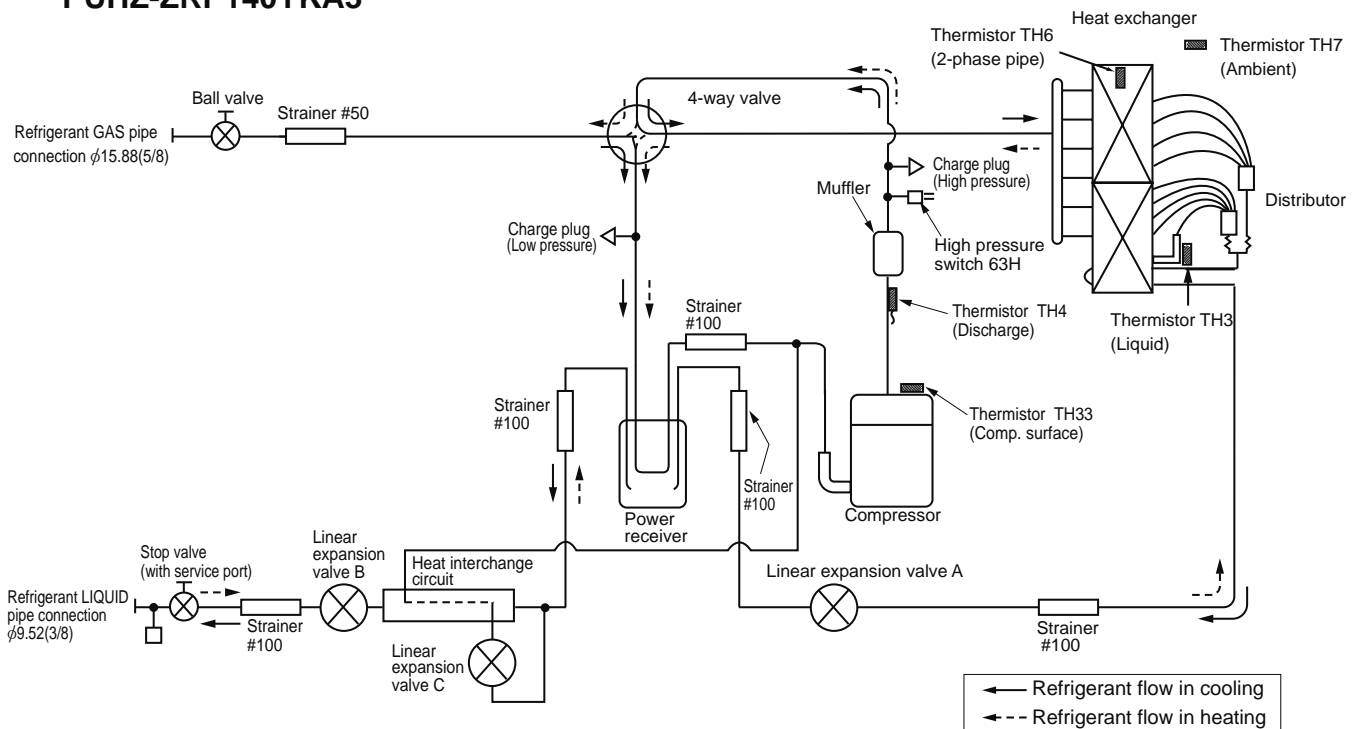 Heat exchanger
Thermistor TH6
(2-phase pipe)
Thermistor TH7
(Ambient)
Ball valve
Strainer #50
4-way valve
Refrigerant GAS pipe
connection ϕ15.88(5/8)
Charge plug
(High pressure)
Muffler
Distributor
Charge plug
(Low pressure)
High pressure
switch 63H
Strainer
#100
Thermistor TH4
(Discharge)
Thermistor TH3
(Liquid)
Strainer
#100
Thermistor TH33
(Comp. surface)
Strainer
#100
Power
receiver
Compressor
Linear
expansion
valve B
Stop valve
(with service port)
Heat interchange
circuit
Linear expansion valve A
Refrigerant LIQUID
pipe connection
ϕ9.52(3/8)
Strainer
#100
Strainer
#100
Linear
expansion
valve C
Refrigerant flow in cooling
Refrigerant flow in heating